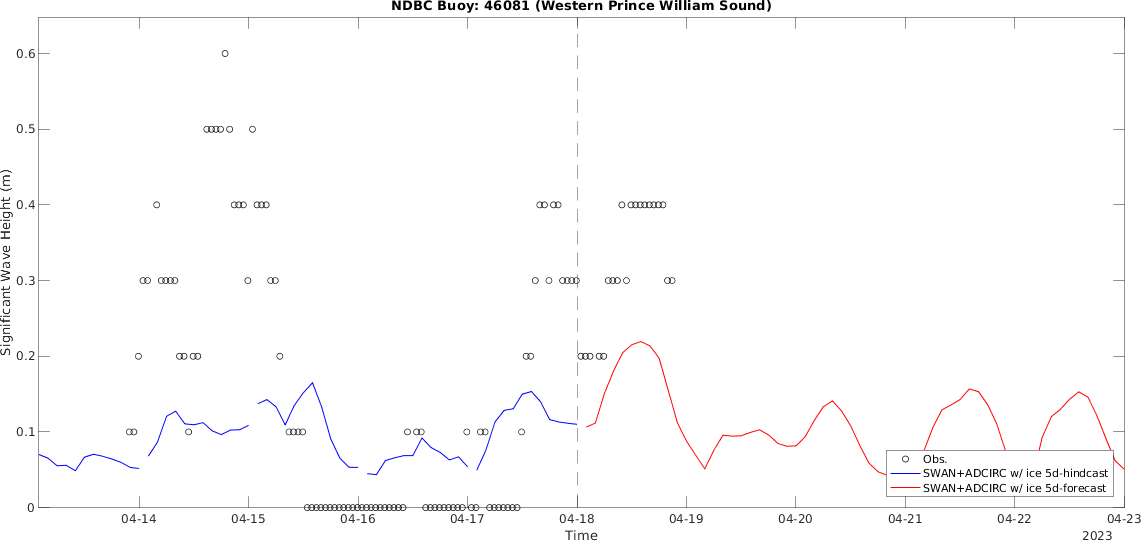 NDBC Buoy: 46081 (Western Prince William Sound)
Significant Wave Height (m)
0.6
0.5
0.4
0.3
0.2
0.1
0
Obs.
SWAN+ADCIRC w/ ice 5d-hindcast
SWAN+ADCIRC w/ ice 5d-forecast
04-14 04-15 04-16 04-17 04-18 04-19 04-20 04-21 04-22 04-23
Time
2023